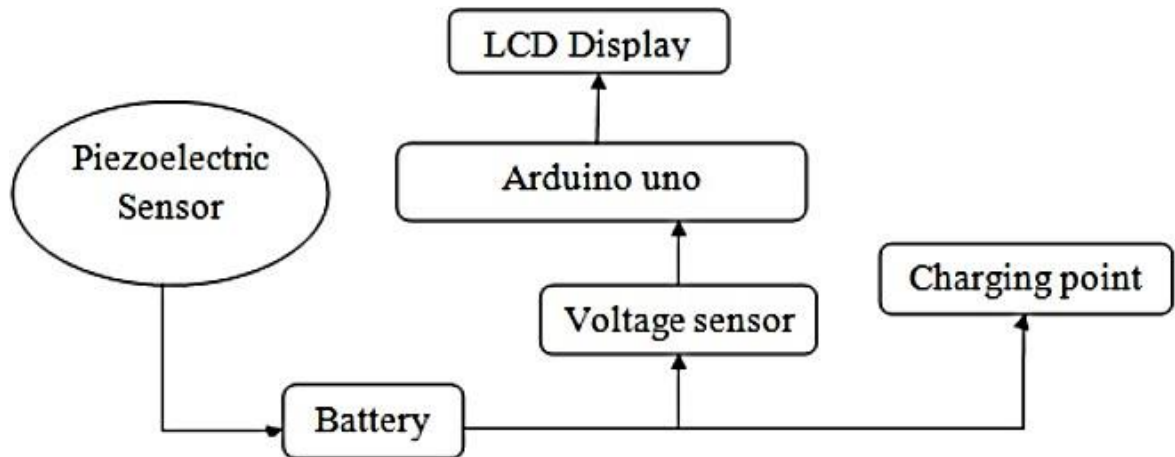 LCD Display
Piezoelectric
Sensor
Arduino uno
Charging point
Voltage sensor
Battery